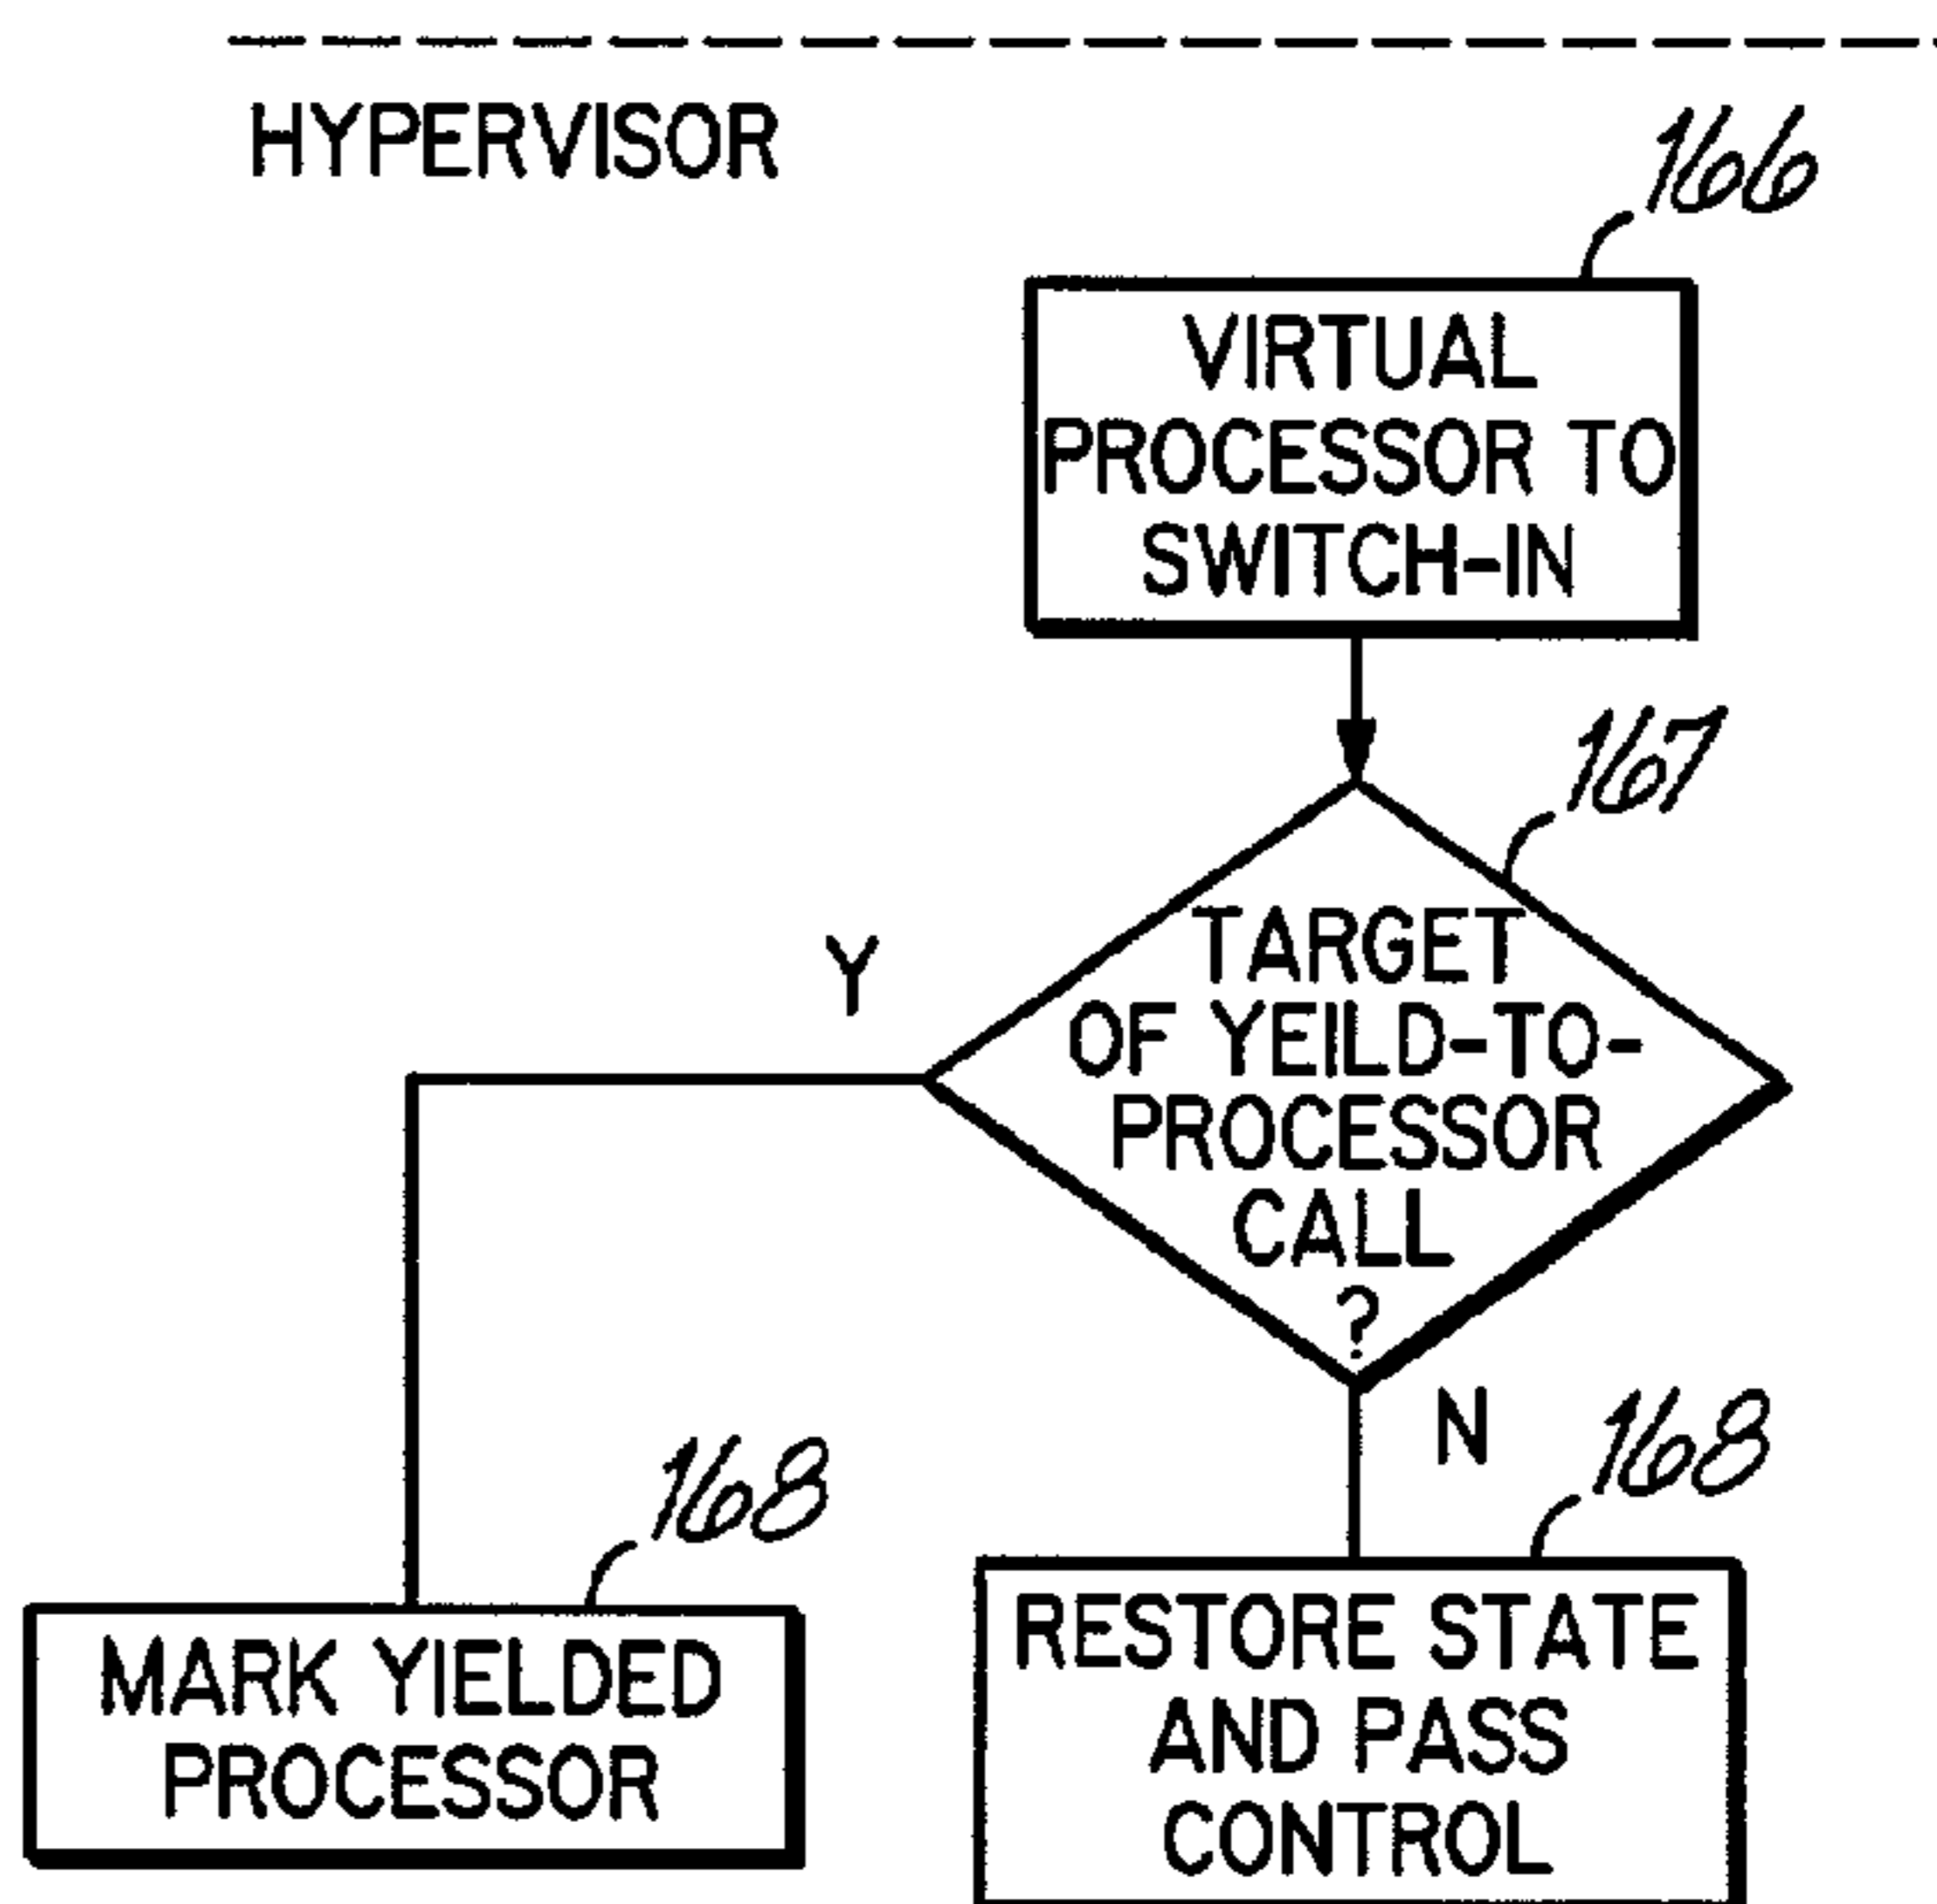 HYPERVISOR
166
VIRTUAL
PROCESSOR TO
SWITCH-IN
167
TARGET
OF YEILD-TO-
PROCESSOR
CALL
?
Y
N
168
MARK YIELDED
PROCESSOR
168
RESTORE STATE
AND PASS
CONTROL